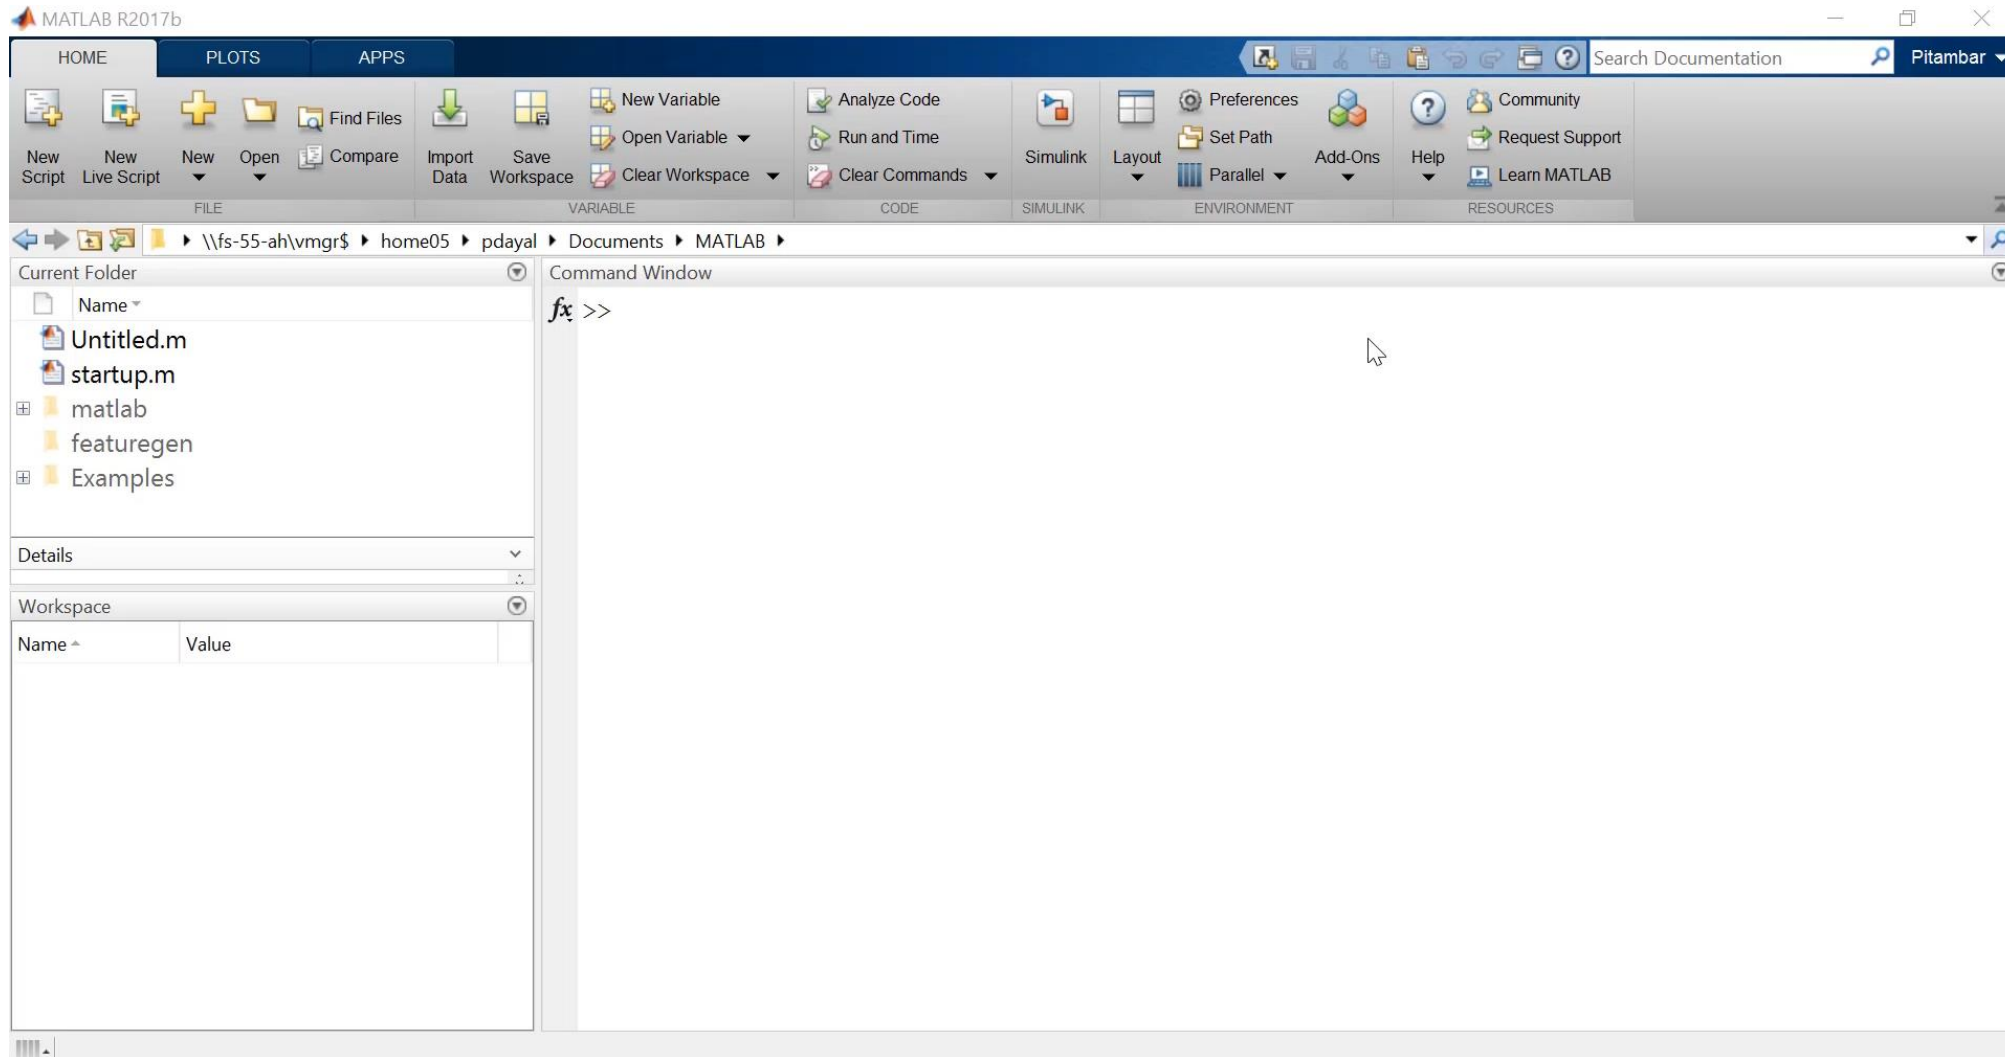 MATLAB R2017b
HOME PLOTS APPS Search Documentation Pitambar
New Script New Live Script New Open Find Files Compare Import Data Save Workspace New Variable Open Variable Clear Workspace Analyze Code Run and Time Clear Commands Simulink Layout Preferences Set Path Parallel Add-Ons Help Community Request Support Learn MATLAB
FILE VARIABLE CODE SIMULINK ENVIRONMENT RESOURCES
\\fs-55-ah\vmgr$ home05 pdayal Documents MATLAB
Current Folder
Name
Untitled.m
startup.m
matlab
featuregen
Examples
Details
Workspace
Name Value
Command Window
fx >>